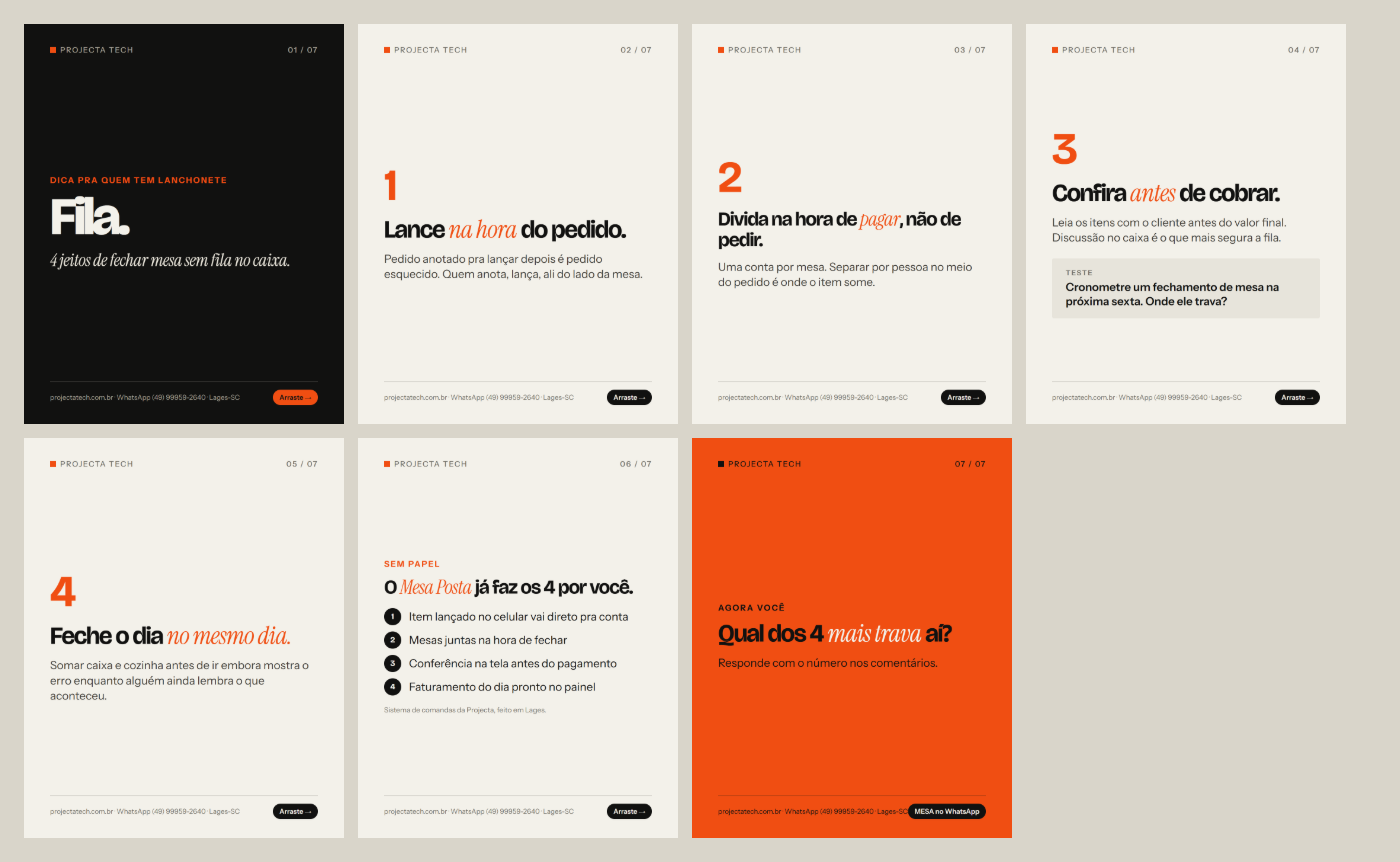 PROJECTA TECH
01 / 07
DICA PRA QUEM TEM LANCHONETE
Fila.
4 jeitos de fechar mesa sem fila no caixa.
projectatech.com.br · WhatsApp (49) 99959-2640 · Lages-SC
Arraste →
PROJECTA TECH
02 / 07
1
Lance na hora do pedido.
Pedido anotado pra lançar depois é pedido
esquecido. Quem anota, lança, ali do lado da mesa.
projectatech.com.br · WhatsApp (49) 99959-2640 · Lages-SC
Arraste →
PROJECTA TECH
03 / 07
2
Divida na hora de pagar, não de
pedir.
Uma conta por mesa. Separar por pessoa no meio
do pedido é onde o item some.
projectatech.com.br · WhatsApp (49) 99959-2640 · Lages-SC
Arraste →
PROJECTA TECH
04 / 07
3
Confira antes de cobrar.
Leia os itens com o cliente antes do valor final.
Discussão no caixa é o que mais segura a fila.
TESTE
Cronometre um fechamento de mesa na
próxima sexta. Onde ele trava?
projectatech.com.br · WhatsApp (49) 99959-2640 · Lages-SC
Arraste →
PROJECTA TECH
05 / 07
4
Feche o dia no mesmo dia.
Somar caixa e cozinha antes de ir embora mostra o
erro enquanto alguém ainda lembra o que
aconteceu.
projectatech.com.br · WhatsApp (49) 99959-2640 · Lages-SC
Arraste →
PROJECTA TECH
06 / 07
SEM PAPEL
O Mesa Posta já faz os 4 por você.
1 Item lançado no celular vai direto pra conta
2 Mesas juntas na hora de fechar
3 Conferência na tela antes do pagamento
4 Faturamento do dia pronto no painel
Sistema de comandas da Projecta, feito em Lages.
projectatech.com.br · WhatsApp (49) 99959-2640 · Lages-SC
Arraste →
PROJECTA TECH
07 / 07
AGORA VOCÊ
Qual dos 4 mais trava aí?
Responde com o número nos comentários.
projectatech.com.br · WhatsApp (49) 99959-2640 · Lages-SC
MESA no WhatsApp